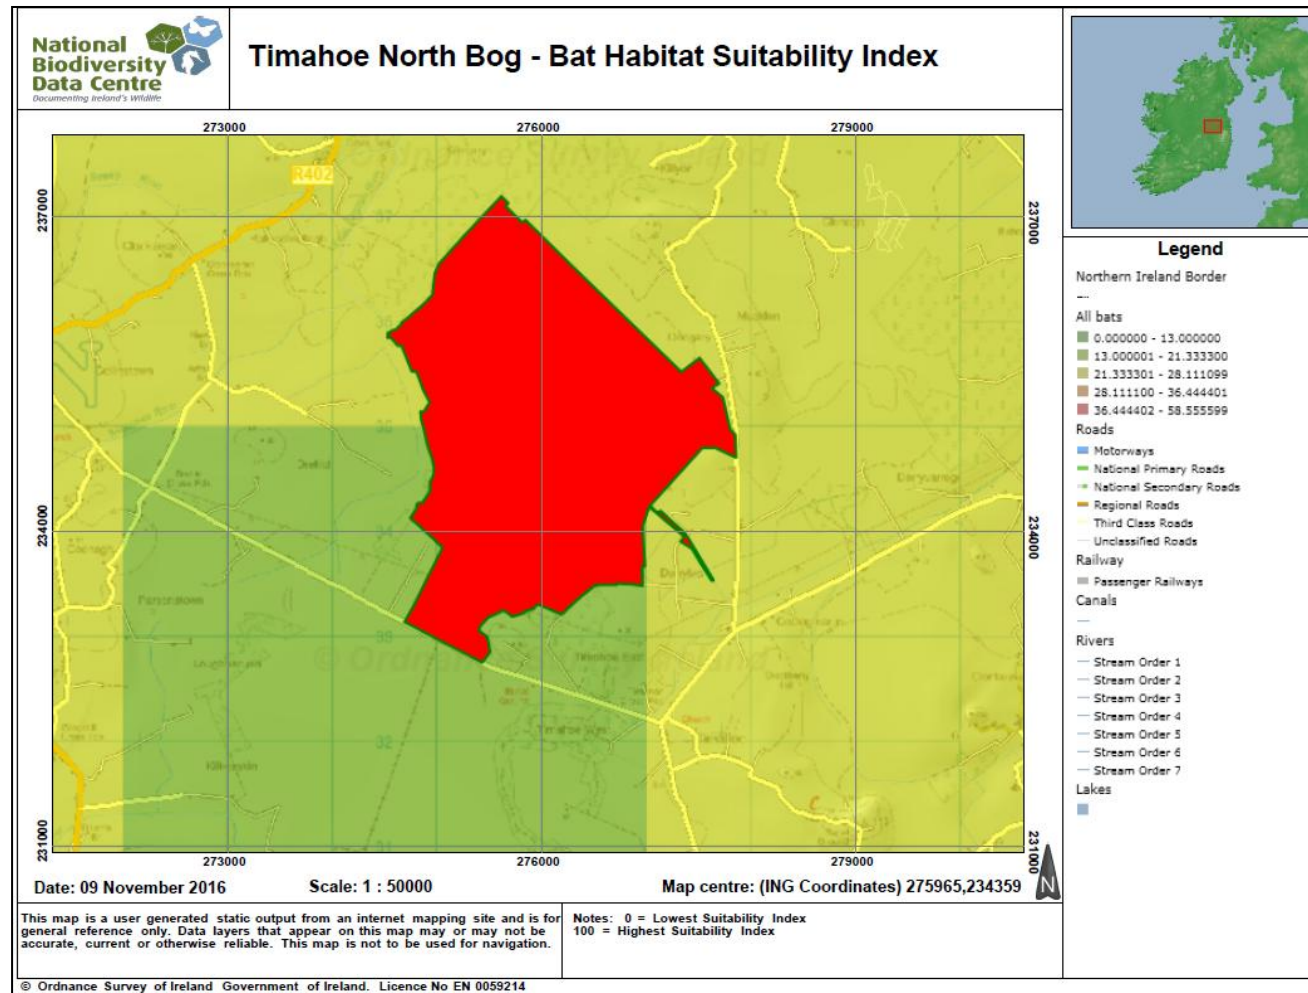 National
Biodiversity
Data Centre
Documenting Ireland's Wildlife
Timahoe North Bog - Bat Habitat Suitability Index
273000
276000
279000
237000
237000
R402
234000
234000
231000
231000
273000
276000
279000
Date: 09 November 2016
Scale: 1 : 50000
Map centre: (ING Coordinates) 275965,234359
N
This map is a user generated static output from an internet mapping site and is for
general reference only. Data layers that appear on this map may or may not be
accurate, current or otherwise reliable. This map is not to be used for navigation.
Notes: 0 = Lowest Suitability Index
100 = Highest Suitability Index
© Ordnance Survey of Ireland Government of Ireland. Licence No EN 0059214
Legend
Northern Ireland Border
All bats
0.000000 - 13.000000
13.000001 - 21.333300
21.333301 - 28.111099
28.111100 - 36.444401
36.444402 - 58.555599
Roads
Motorways
National Primary Roads
National Secondary Roads
Regional Roads
Third Class Roads
Unclassified Roads
Railway
Passenger Railways
Canals
Rivers
Stream Order 1
Stream Order 2
Stream Order 3
Stream Order 4
Stream Order 5
Stream Order 6
Stream Order 7
Lakes